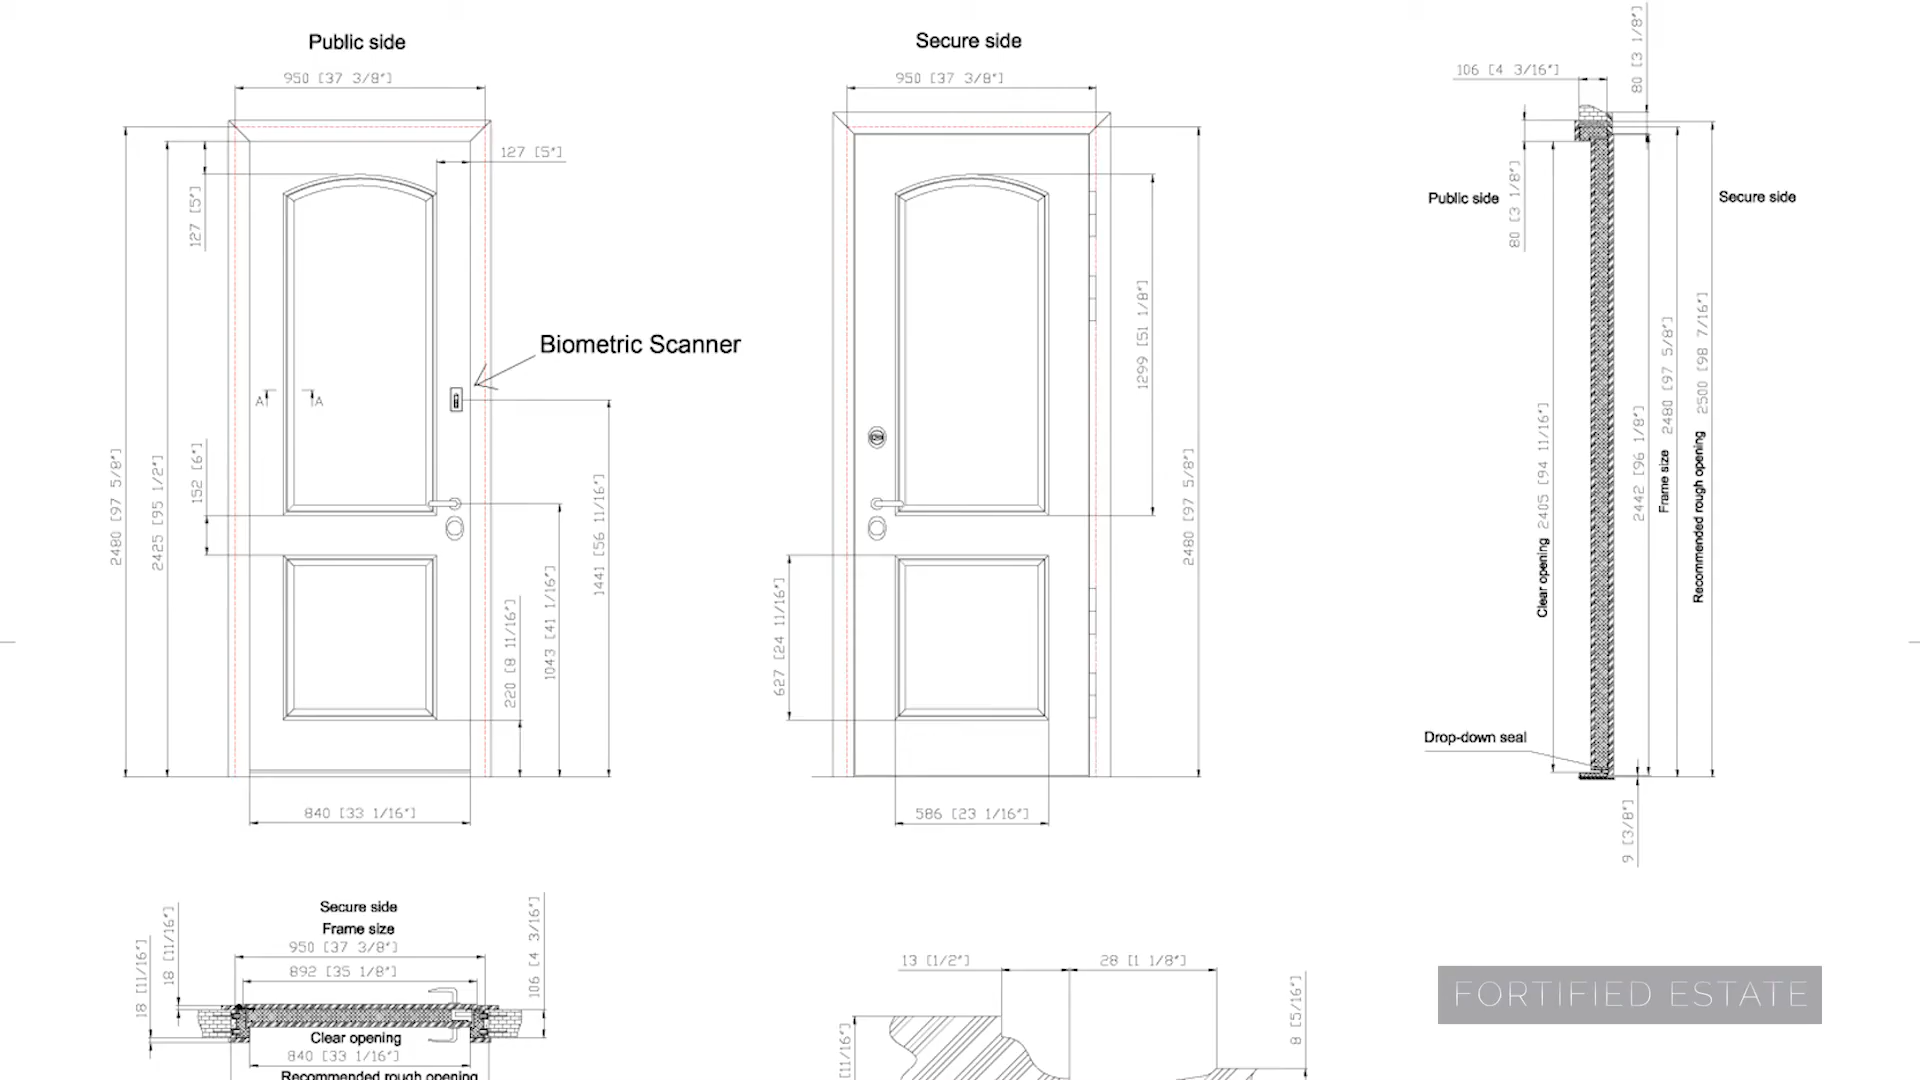 Public side
950 [37 3/8"]
127 [5"]
127 [5"]
Biometric Scanner
A
A
152 [6"]
2480 [97 5/8"]
2425 [95 1/2"]
1441 [56 11/16"]
1043 [41 1/16"]
220 [8 11/16"]
840 [33 1/16"]
Secure side
950 [37 3/8"]
1299 [51 1/8"]
2480 [97 5/8"]
627 [24 11/16"]
586 [23 1/16"]
106 [4 3/16"]
80 [3 1/8"]
80 [3 1/8"]
Public side
Secure side
Clear opening 2405 [94 11/16"]
2442 [96 1/8"]
Frame size 2480 [97 5/8"]
Recommended rough opening 2500 [98 7/16"]
Drop-down seal
9 [3/8"]
Secure side
Frame size
950 [37 3/8"]
892 [35 1/8"]
18 [11/16"]
18 [11/16"]
106 [4 3/16"]
Clear opening
840 [33 1/16"]
Recommended rough opening
13 [1/2"]
28 [1 1/8"]
8 [5/16"]
[11/16"]
FORTIFIED ESTATE